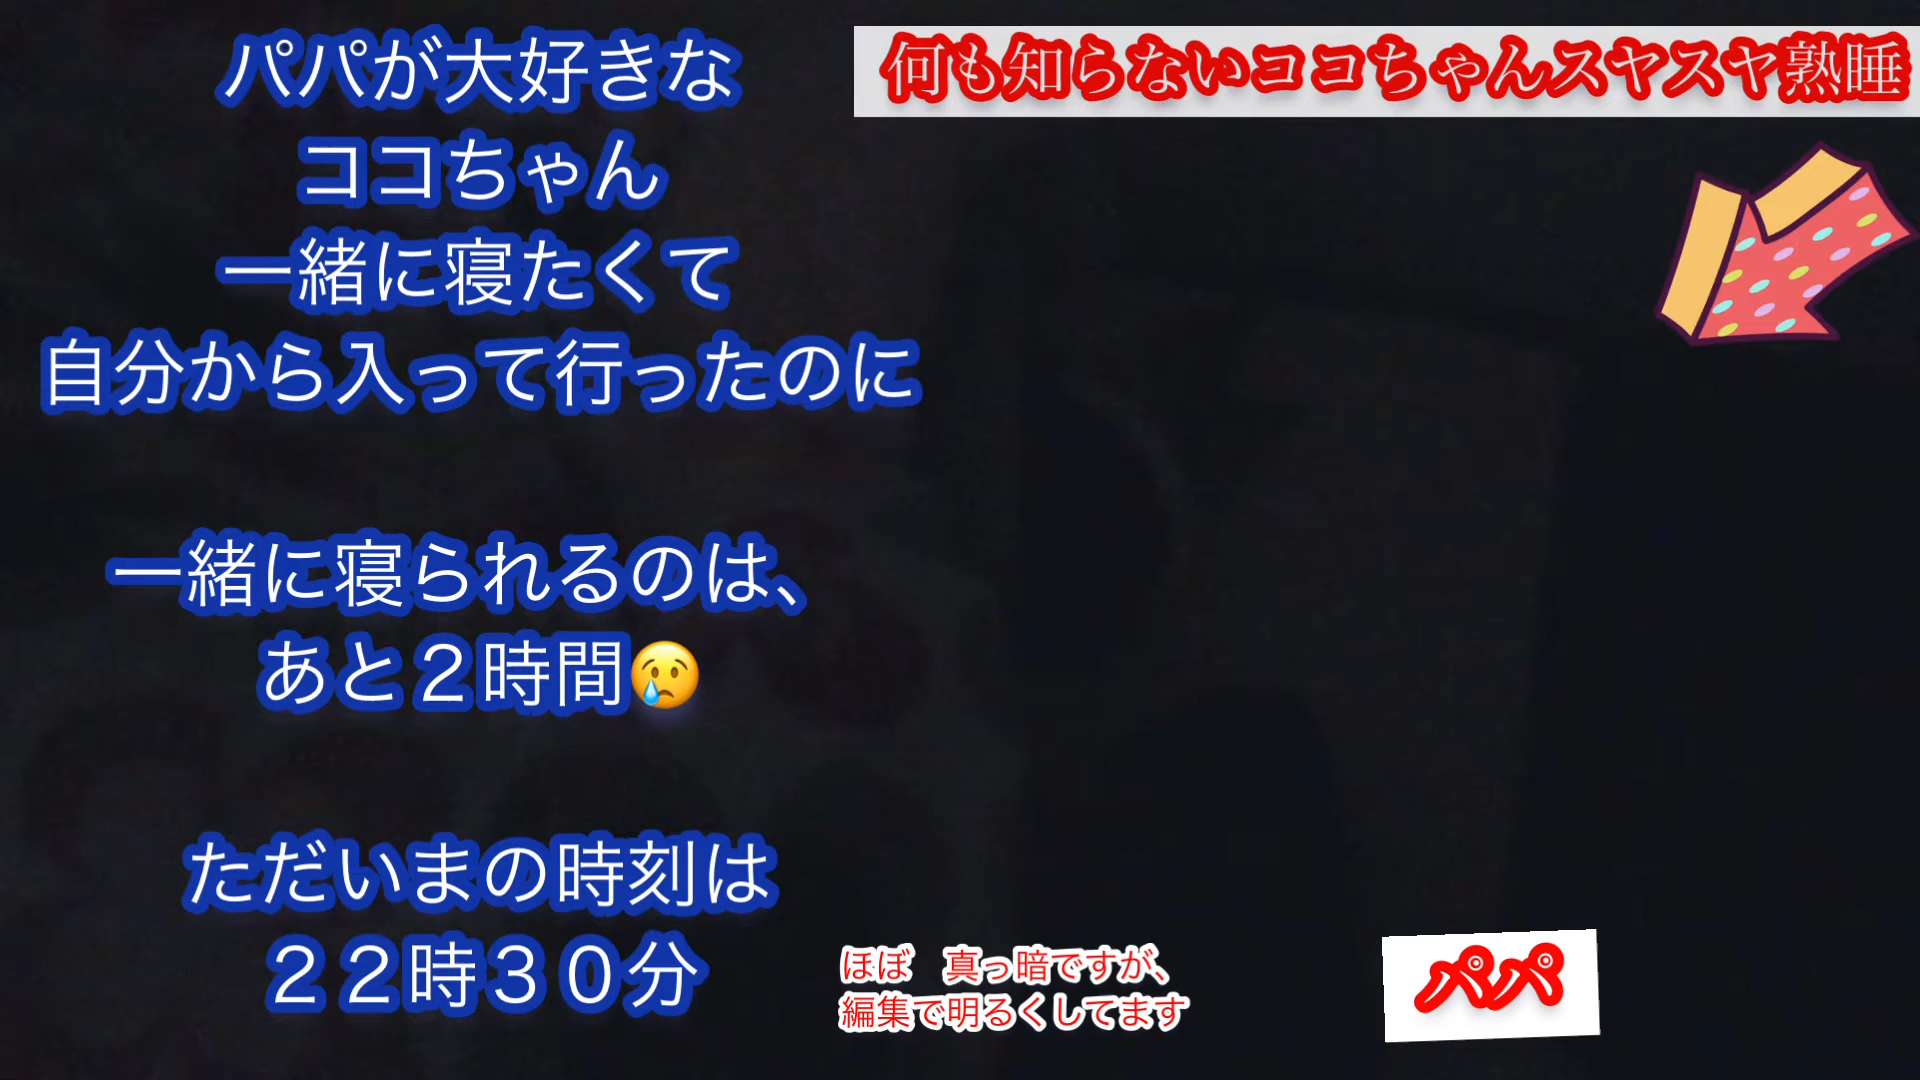 パパが大好きな
ココちゃん
一緒に寝たくて
自分から入って行ったのに
一緒に寝られるのは、
あと２時間😢
ただいまの時刻は
２２時３０分
何も知らないココちゃんスヤスヤ熟睡
ほぼ　真っ暗ですが、
編集で明るくしてます
パパ